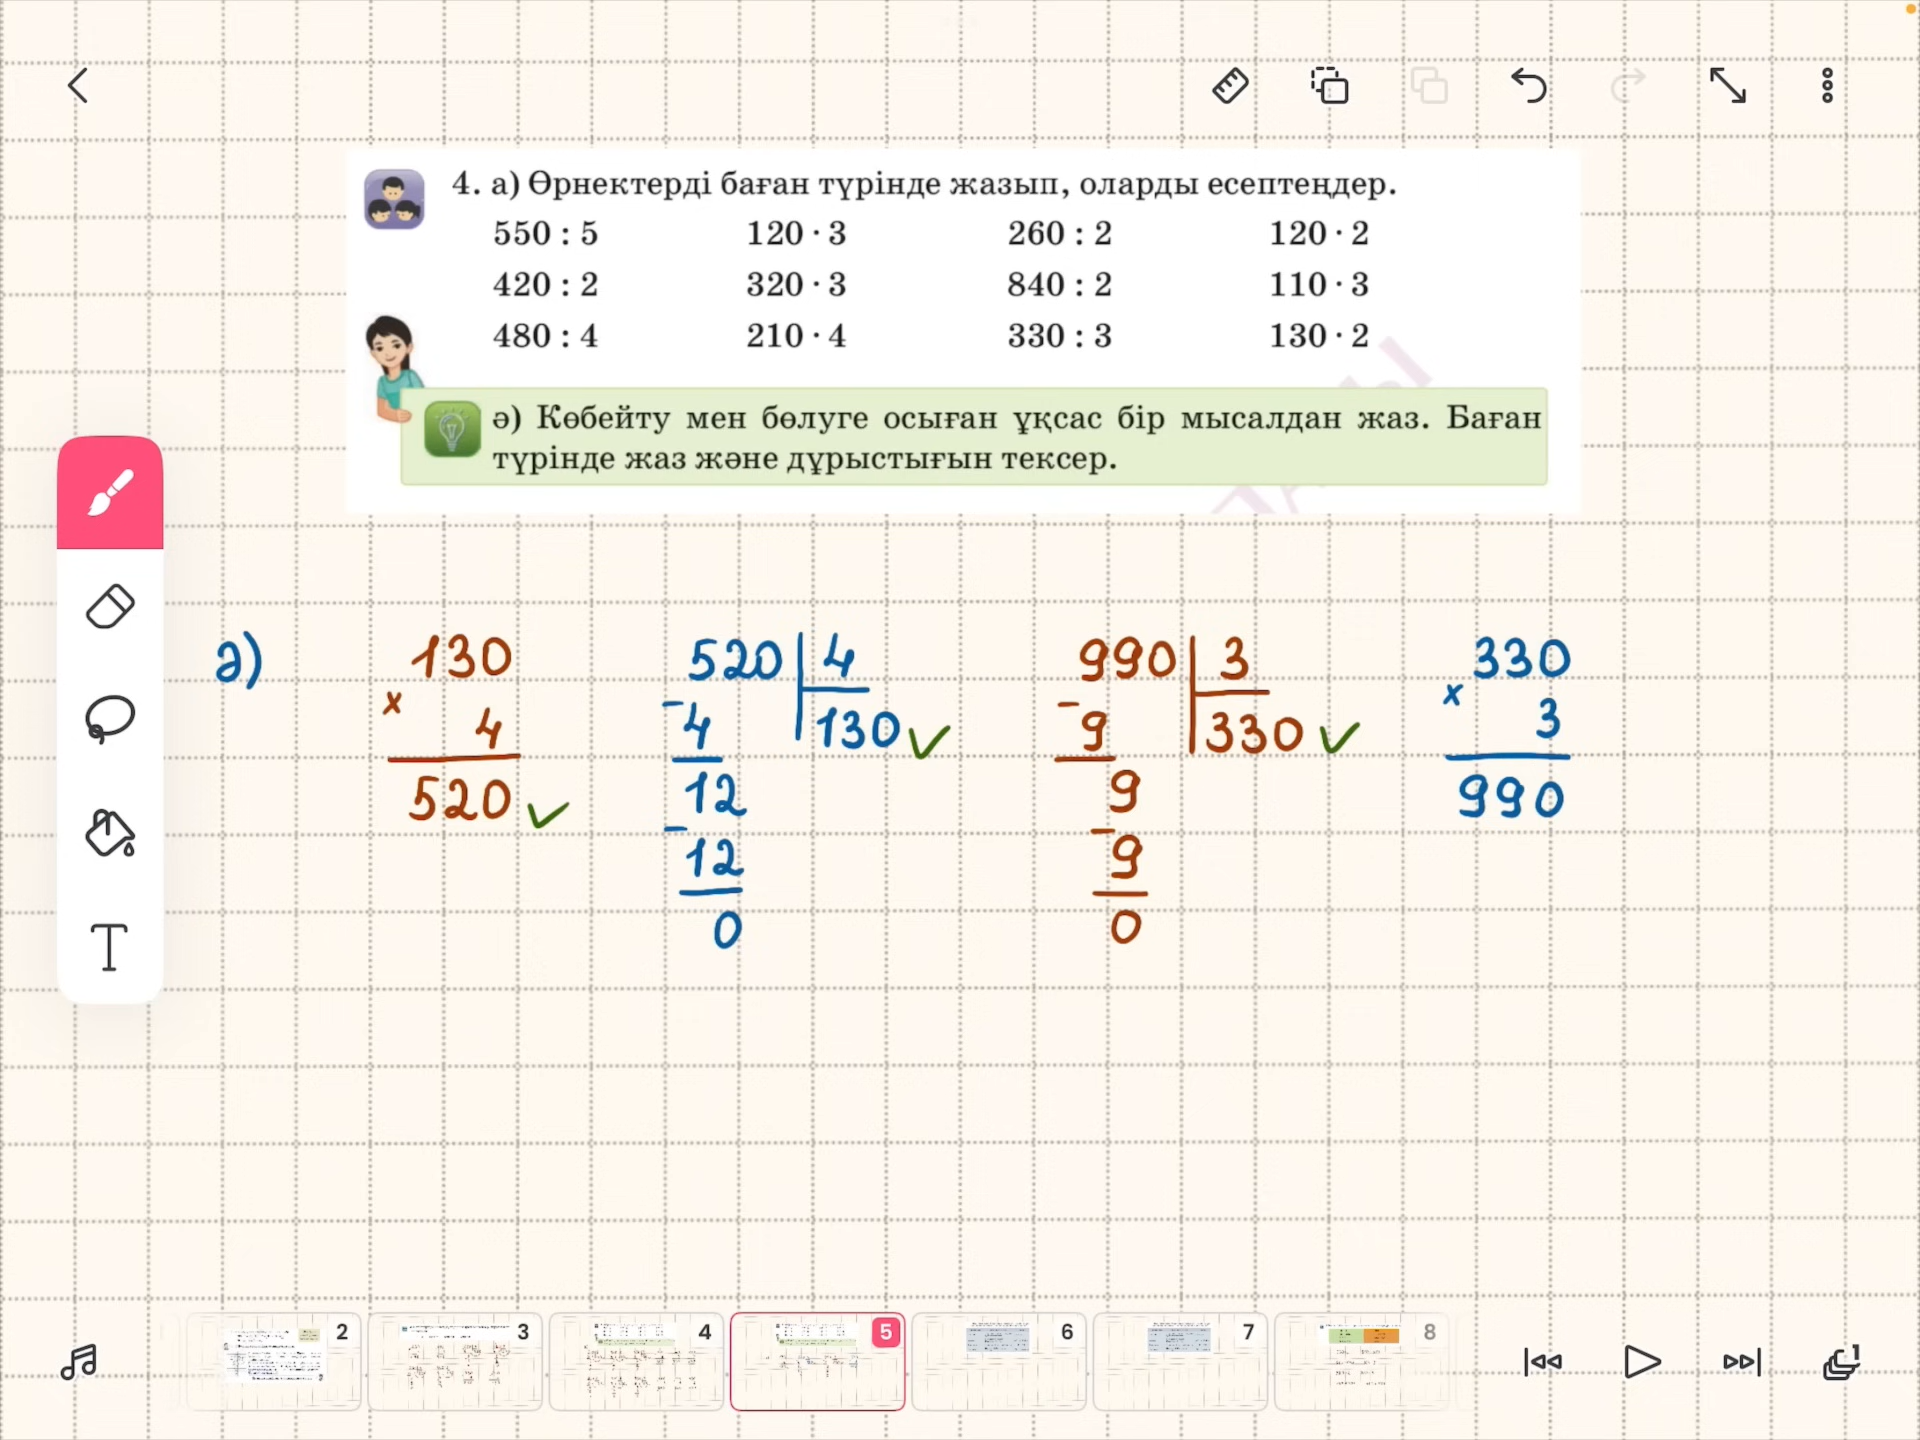 4. а) Өрнектерді баған түрінде жазып, оларды есептеңдер.
550 : 5 120 · 3 260 : 2 120 · 2
420 : 2 320 · 3 840 : 2 110 · 3
480 : 4 210 · 4 330 : 3 130 · 2
ә) Көбейту мен бөлуге осыған ұқсас бір мысалдан жаз. Баған
түрінде жаз және дұрыстығын тексер.
ә)
130
×
4
520 ✓
520 | 4
− 4 130 ✓
12
− 12
0
990 | 3
− 9 330 ✓
9
− 9
0
330
×
3
990
T
2 3 4 5 6 7 8
1